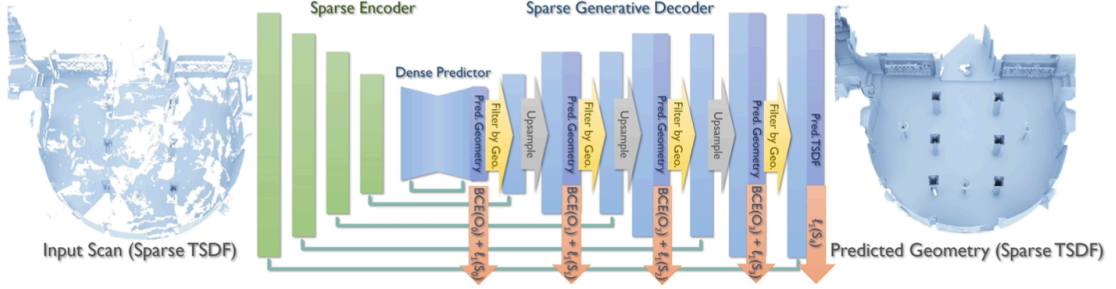 Sparse Encoder
Sparse Generative Decoder
Dense Predictor
Pred. Geometry
Filter by Geo.
Upsample
Pred. Geometry
Filter by Geo.
Upsample
Pred. Geometry
Filter by Geo.
Upsample
Pred. Geometry
Filter by Geo.
Pred. TSDF
BCE(O₀) + ℓ₁(S₀)
BCE(O₁) + ℓ₁(S₁)
BCE(O₂) + ℓ₁(S₂)
BCE(O₃) + ℓ₁(S₃)
ℓ₁(S₄)
Input Scan (Sparse TSDF)
Predicted Geometry (Sparse TSDF)